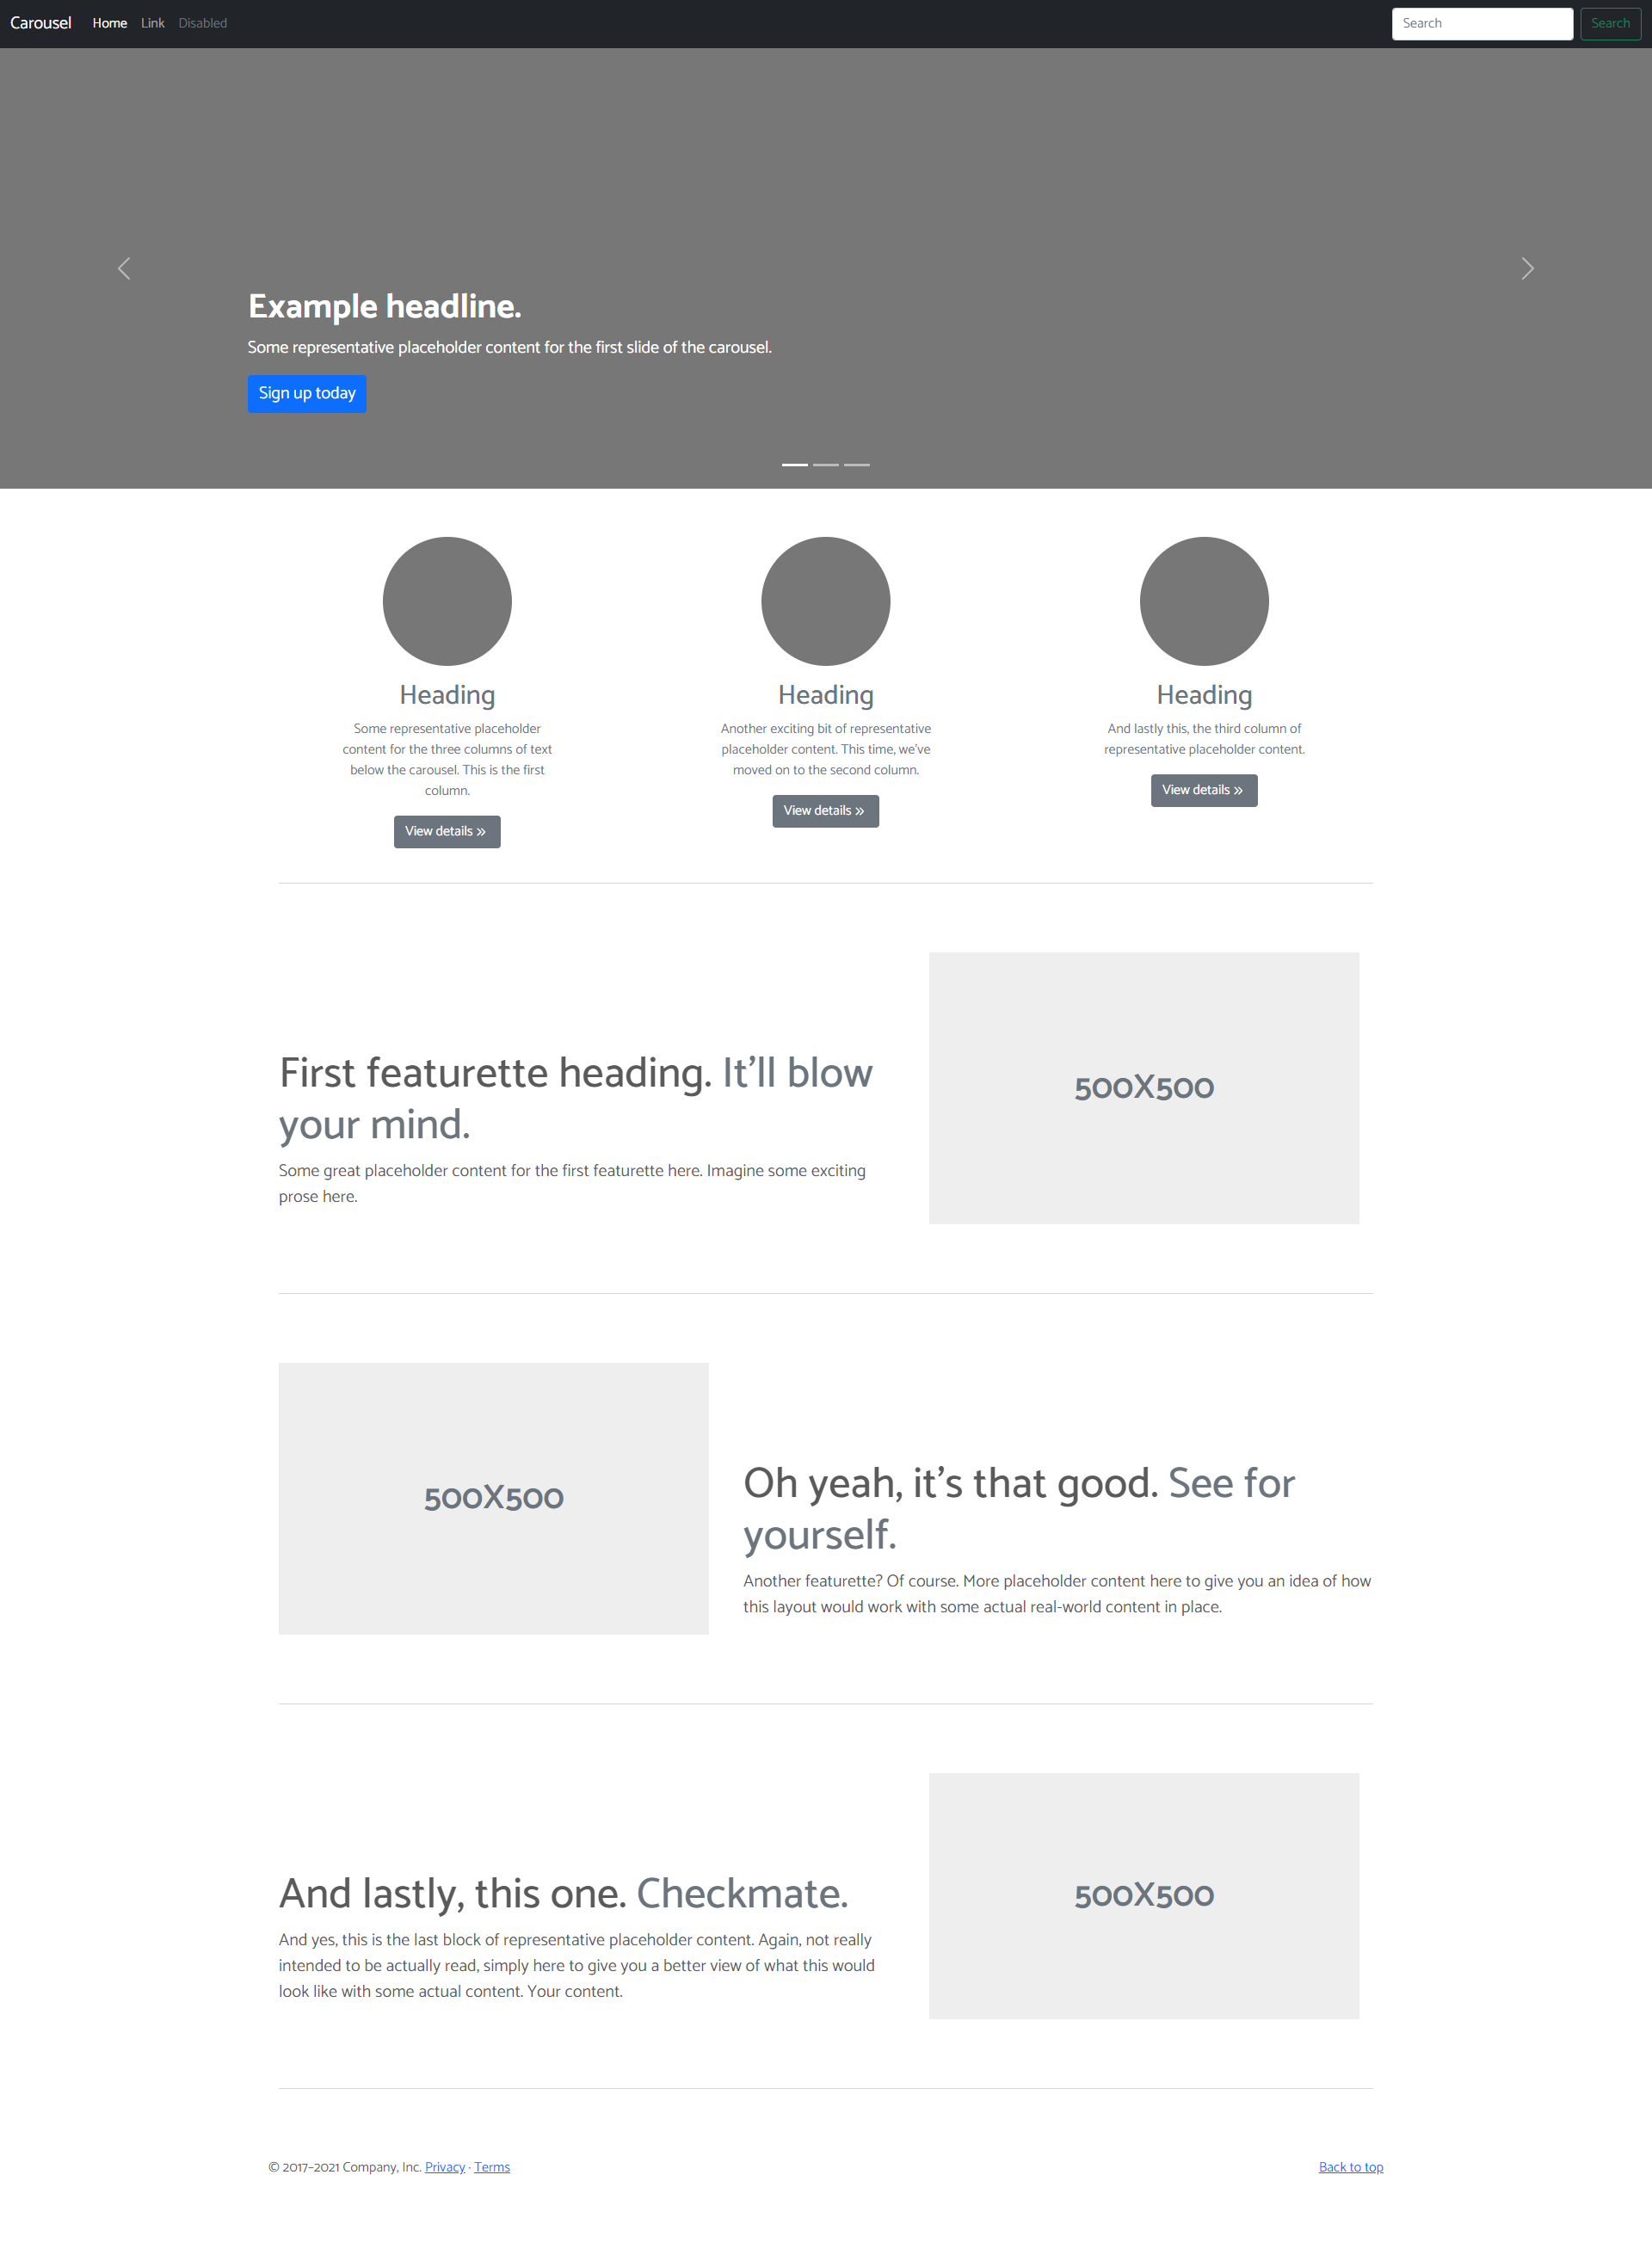 Carousel Home Link Disabled Search Search
Example headline.
Some representative placeholder content for the first slide of the carousel.
Sign up today
Heading
Some representative placeholder
content for the three columns of text
below the carousel. This is the first
column.
View details »
Heading
Another exciting bit of representative
placeholder content. This time, we've
moved on to the second column.
View details »
Heading
And lastly this, the third column of
representative placeholder content.
View details »
First featurette heading. It'll blow
your mind.
Some great placeholder content for the first featurette here. Imagine some exciting
prose here.
500X500
500X500
Oh yeah, it's that good. See for
yourself.
Another featurette? Of course. More placeholder content here to give you an idea of how
this layout would work with some actual real-world content in place.
And lastly, this one. Checkmate.
And yes, this is the last block of representative placeholder content. Again, not really
intended to be actually read, simply here to give you a better view of what this would
look like with some actual content. Your content.
500X500
© 2017–2021 Company, Inc. Privacy · Terms
Back to top